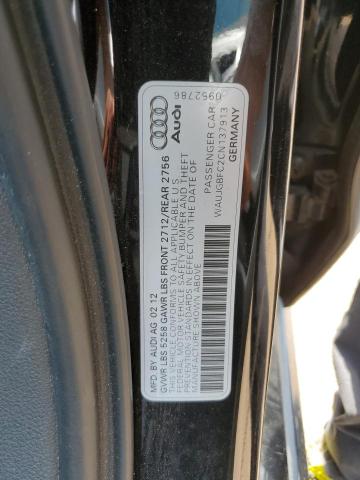 0952786
Audi
MFD BY AUDI AG 02 12
GVWR LBS 5258 GAWR LBS FRONT 2712/REAR 2756
THIS VEHICLE CONFORMS TO ALL APPLICABLE U S
FEDERAL MOTOR VEHICLE SAFETY BUMPER AND THEFT
PREVENTION STANDARDS IN EFFECT ON THE DATE OF
MANUFACTURE SHOWN ABOVE
PASSENGER CAR
WAUJGBFC2CN137913
GERMANY